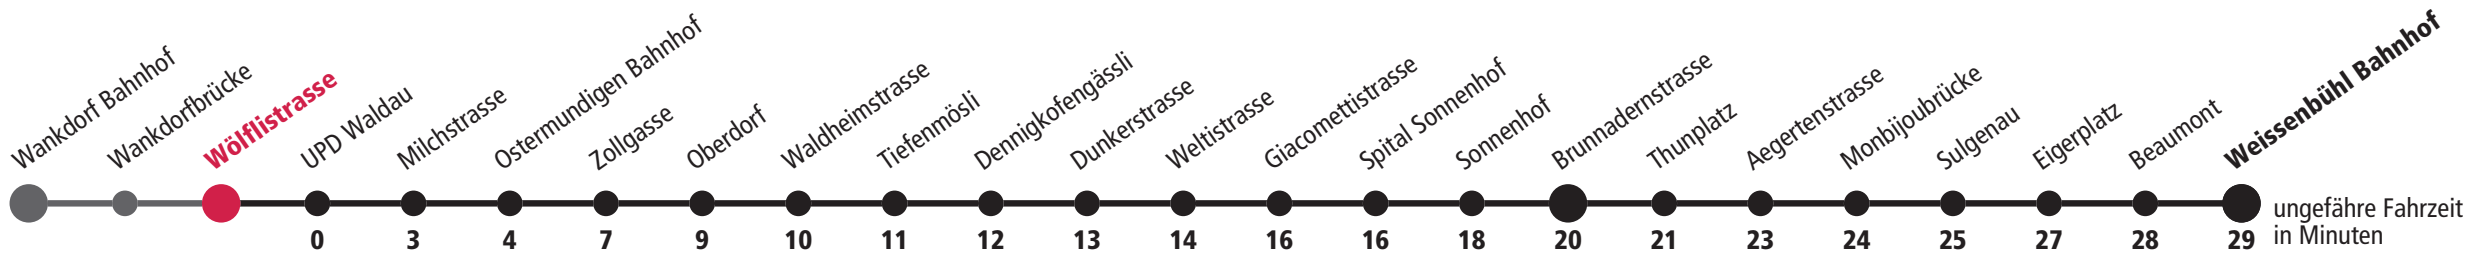 Wankdorf Bahnhof
Wankdorfbrücke
Wölflistrasse
UPD Waldau
Milchstrasse
Ostermundigen Bahnhof
Zollgasse
Oberdorf
Waldheimstrasse
Tiefenmösli
Dennigkofengässli
Dunkerstrasse
Weltistrasse
Giacomettistrasse
Spital Sonnenhof
Sonnenhof
Brunnadernstrasse
Thunplatz
Aegertenstrasse
Monbijoubrücke
Sulgenau
Eigerplatz
Beaumont
Weissenbühl Bahnhof
0 3 4 7 9 10 11 12 13 14 16 16 18 20 21 23 24 25 27 28 29
ungefähre Fahrzeit
in Minuten